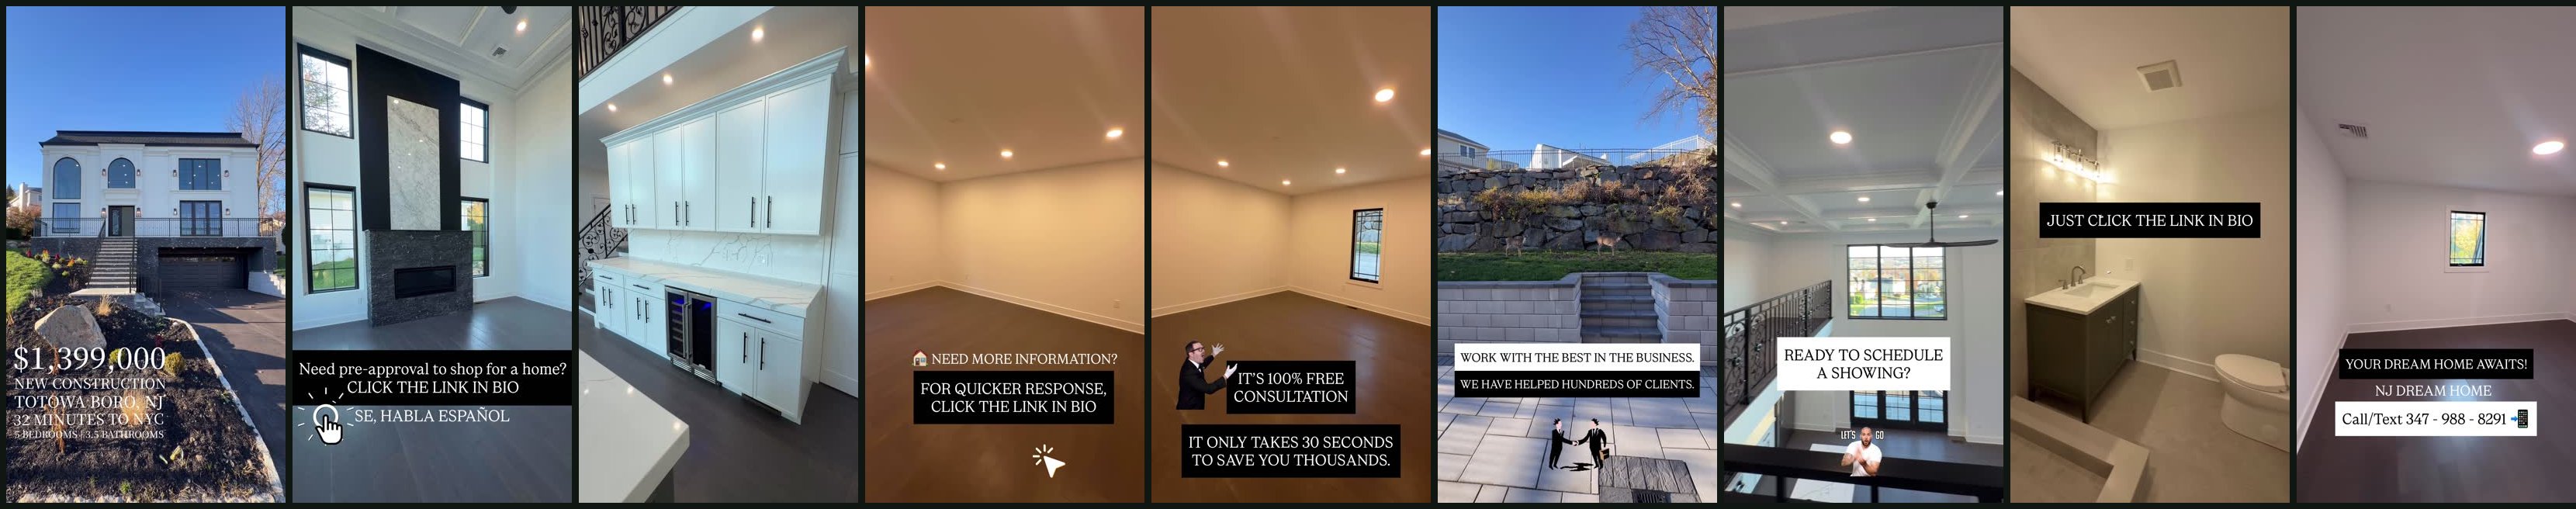 $1,399,000
NEW CONSTRUCTION
TOTOWA BORO, NJ
32 MINUTES TO NYC
5 BEDROOMS | 3.5 BATHROOMS
Need pre-approval to shop for a home?
CLICK THE LINK IN BIO
SE, HABLA ESPAÑOL
🏠 NEED MORE INFORMATION?
FOR QUICKER RESPONSE,
CLICK THE LINK IN BIO
IT'S 100% FREE
CONSULTATION
IT ONLY TAKES 30 SECONDS
TO SAVE YOU THOUSANDS.
WORK WITH THE BEST IN THE BUSINESS.
WE HAVE HELPED HUNDREDS OF CLIENTS.
READY TO SCHEDULE
A SHOWING?
LET'S GO
JUST CLICK THE LINK IN BIO
YOUR DREAM HOME AWAITS!
NJ DREAM HOME
Call/Text 347 - 988 - 8291 📲